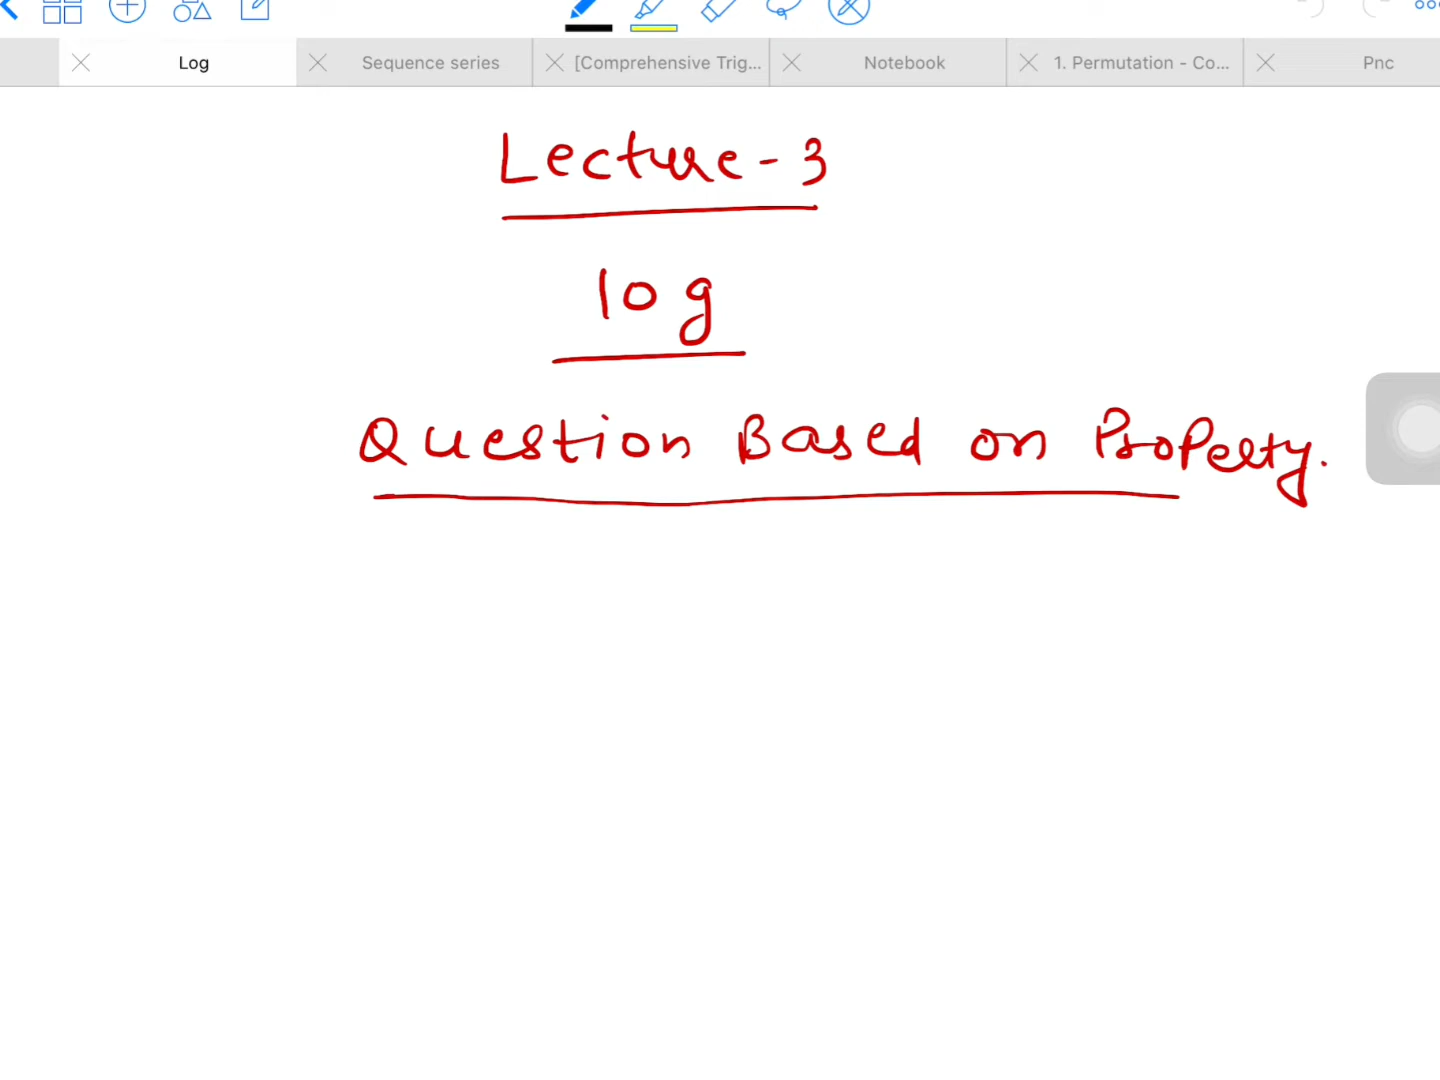 Log
Sequence series
[Comprehensive Trig...
Notebook
1. Permutation - Co...
Pnc
Lecture-3
log
Question Based on Property.